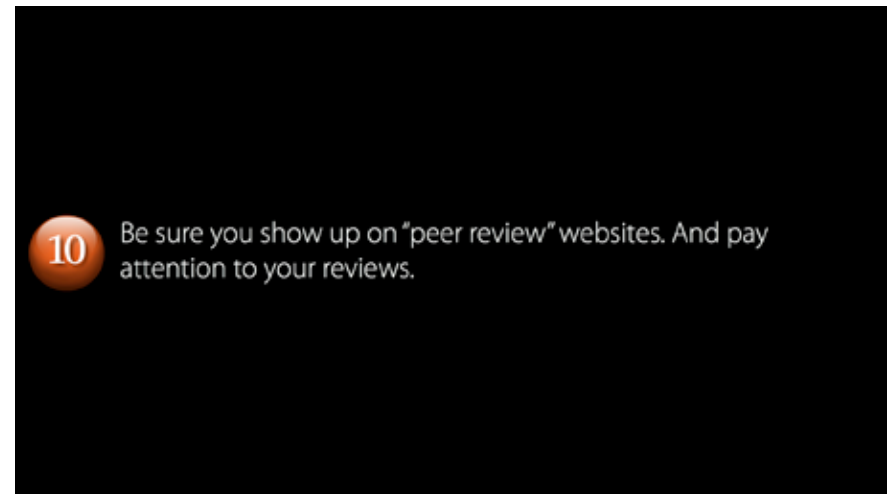 10
Be sure you show up on “peer review” websites. And pay
attention to your reviews.